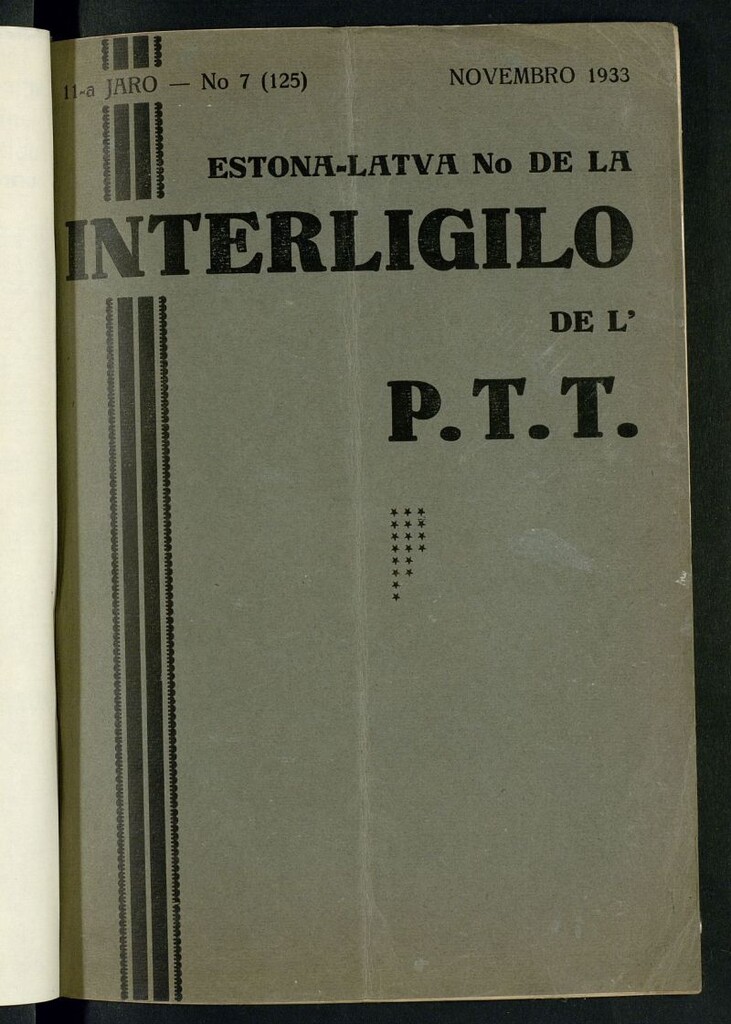 11-a JARO — No 7 (125) NOVEMBRO 1933
ESTONA-LATVA No DE LA
INTERLIGILO
DE L'
P.T.T.